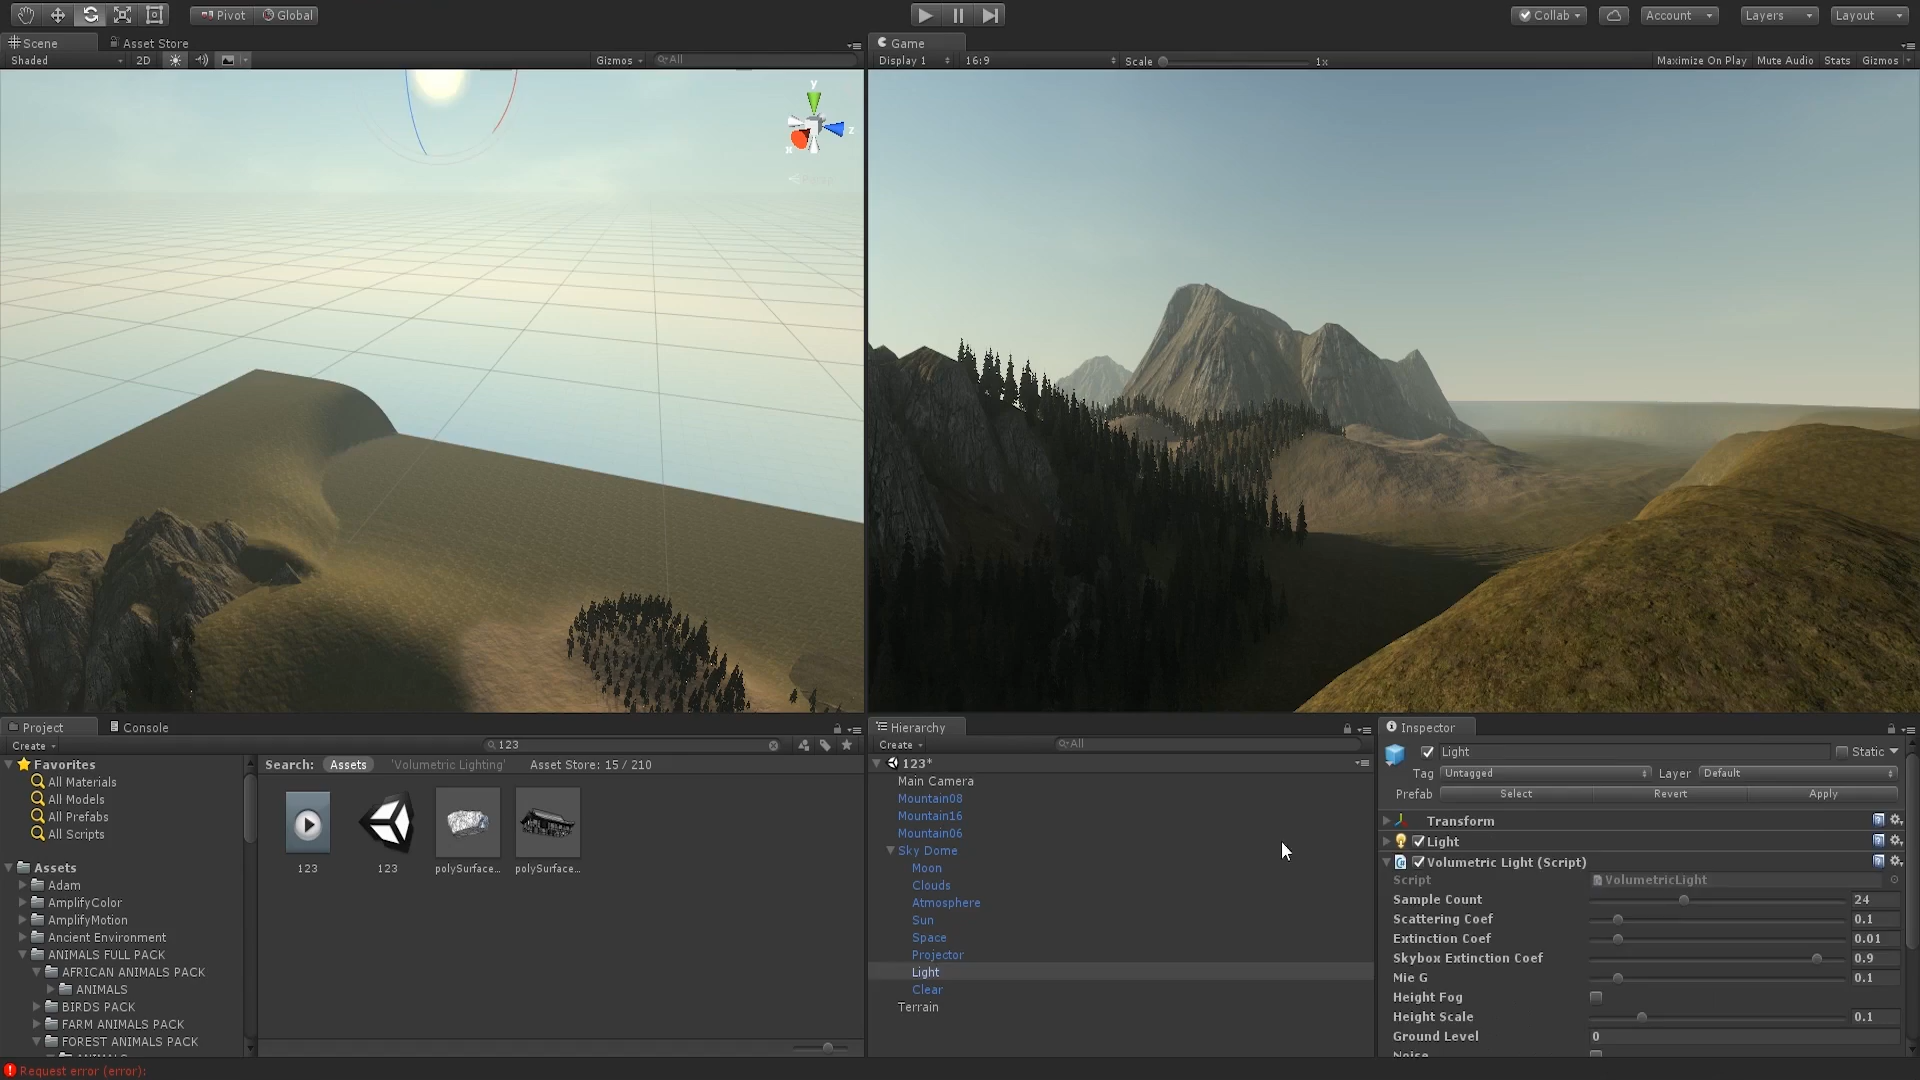 Pivot Global Collab Account Layers Layout
Scene Asset Store Game
Shaded 2D Gizmos All Display 1 16:9 Scale 1x Maximize On Play Mute Audio Stats Gizmos
y
z
x
Project Console
Create 123
Favorites
All Materials
All Models
All Prefabs
All Scripts
Assets
Adam
AmplifyColor
AmplifyMotion
Ancient Environment
ANIMALS FULL PACK
AFRICAN ANIMALS PACK
ANIMALS
BIRDS PACK
FARM ANIMALS PACK
FOREST ANIMALS PACK
Search: Assets 'Volumetric Lighting' Asset Store: 15 / 210
123 123 polySurface... polySurface...
Hierarchy
Create All
123*
Main Camera
Mountain08
Mountain16
Mountain06
Sky Dome
Moon
Clouds
Atmosphere
Sun
Space
Projector
Light
Clear
Terrain
Inspector
Light Static
Tag Untagged Layer Default
Prefab Select Revert Apply
Transform
Light
Volumetric Light (Script)
Script VolumetricLight
Sample Count 24
Scattering Coef 0.1
Extinction Coef 0.01
Skybox Extinction Coef 0.9
Mie G 0.1
Height Fog
Height Scale 0.1
Ground Level 0
Noise
Request error (error):